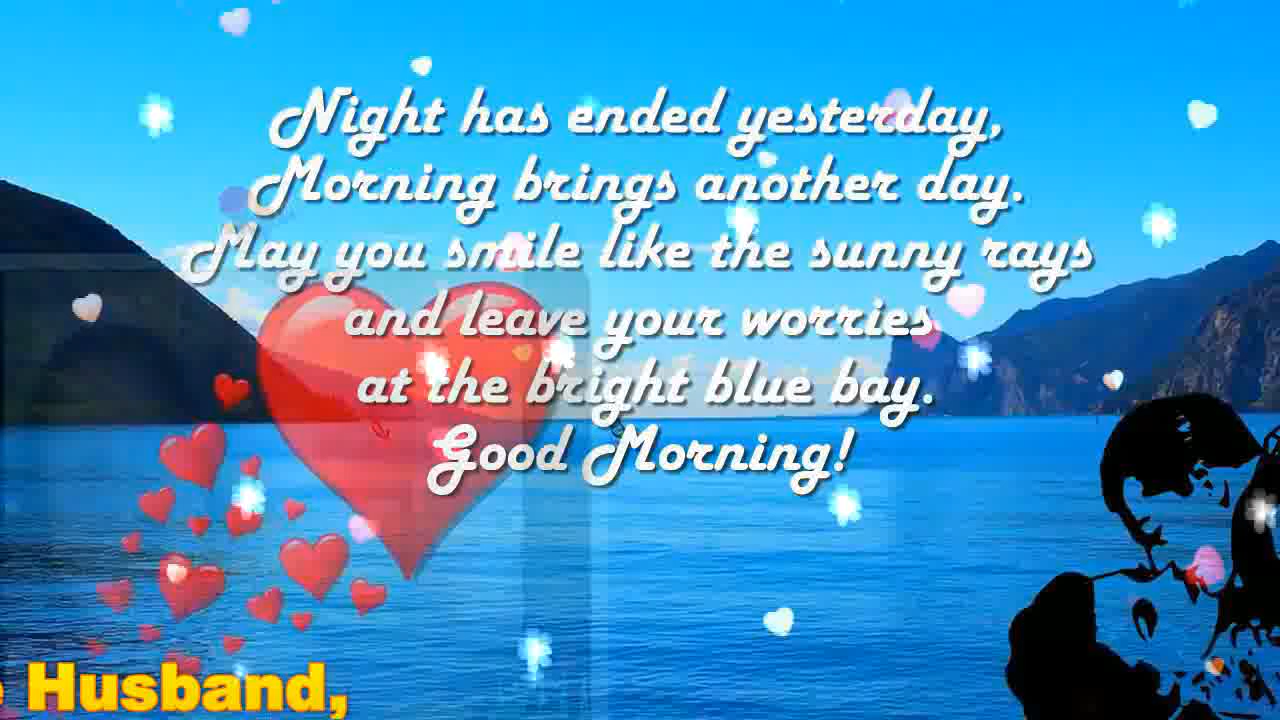 Night has ended yesterday,
Morning brings another day.
May you smile like the sunny rays
and leave your worries
at the bright blue bay.
Good Morning!
Husband,